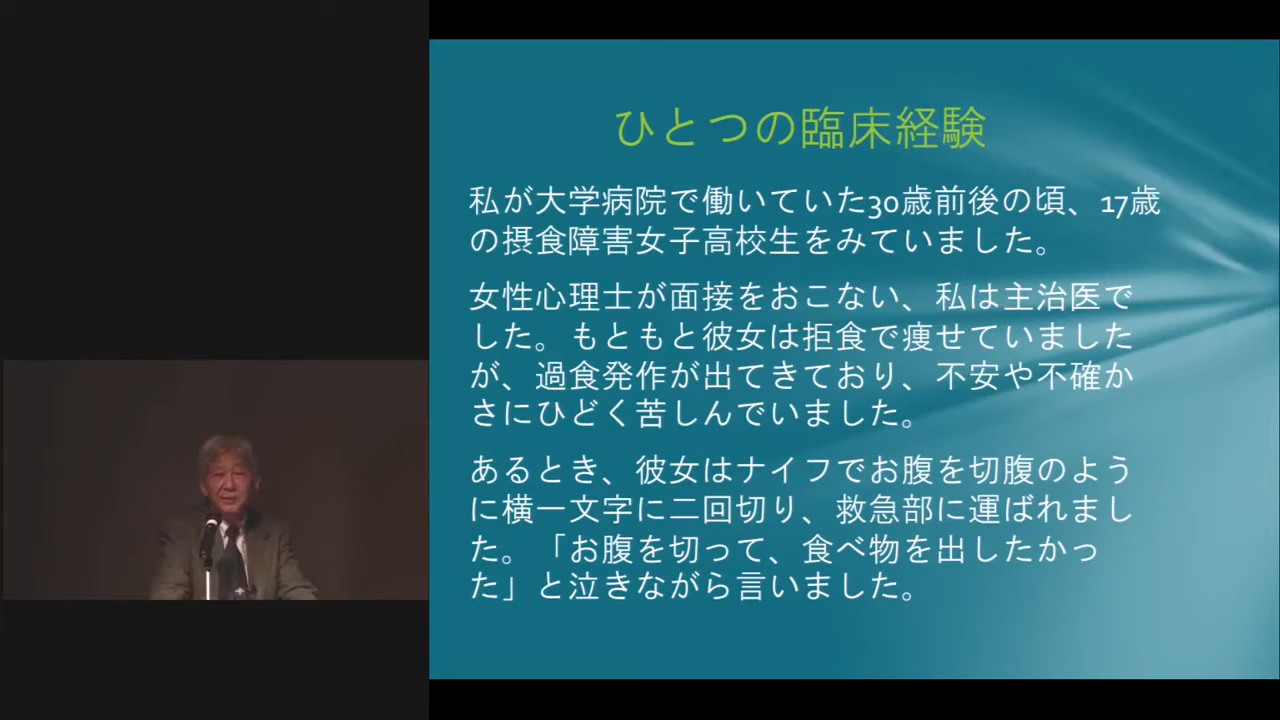 ひとつの臨床経験
私が大学病院で働いていた30歳前後の頃、17歳
の摂食障害女子高校生をみていました。
女性心理士が面接をおこない、私は主治医で
した。もともと彼女は拒食で痩せていました
が、過食発作が出てきており、不安や不確か
さにひどく苦しんでいました。
あるとき、彼女はナイフでお腹を切腹のよう
に横一文字に二回切り、救急部に運ばれまし
た。「お腹を切って、食べ物を出したかっ
た」と泣きながら言いました。